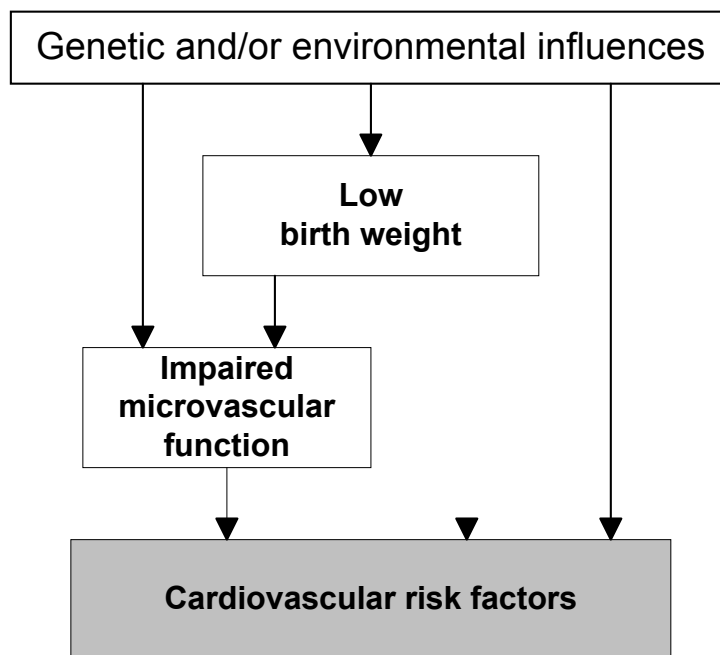 Genetic and/or environmental influences
Low
birth weight
Impaired
microvascular
function
Cardiovascular risk factors